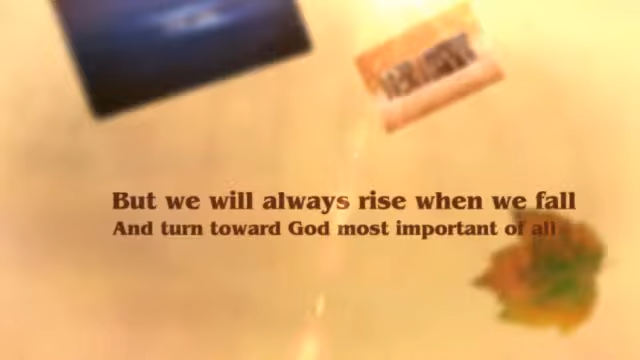 But we will always rise when we fall
And turn toward God most important of all